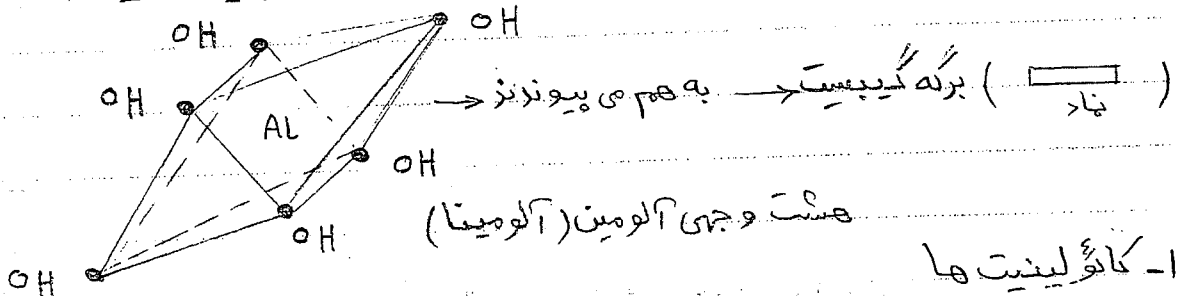 OH
OH
OH
AL
OH
OH
OH
→ به هم می پیوندند → برگه گیبسیت ( نماد )
هشت وجهی آلومین (آلومینا)
۱- کائولینیت ها